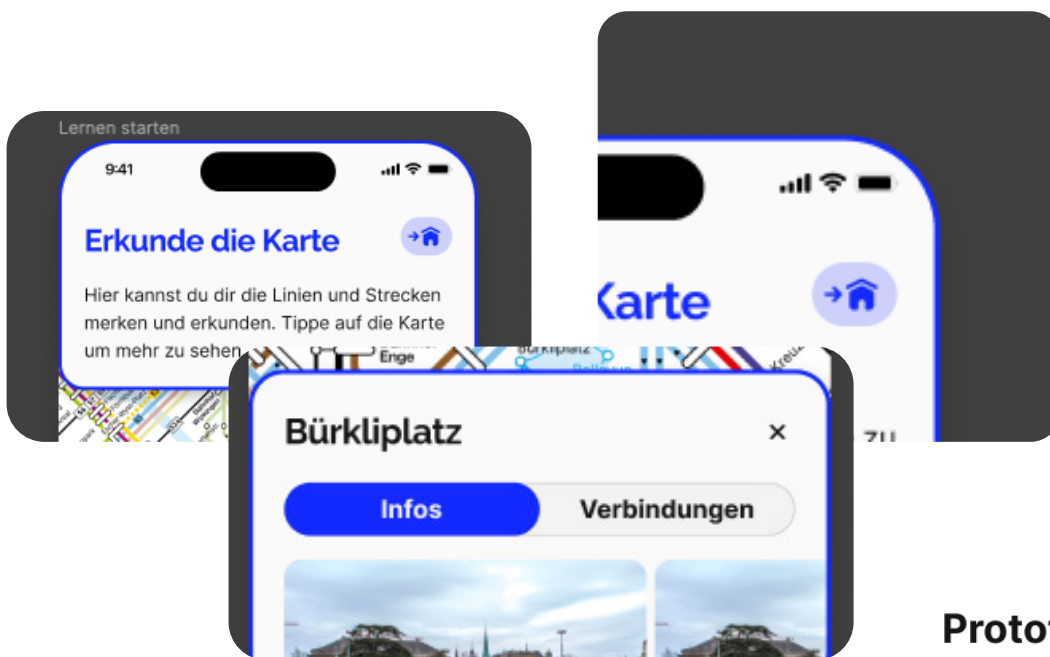 Lernen starten
9:41
Erkunde die Karte
Hier kannst du dir die Linien und Strecken
merken und erkunden. Tippe auf die Karte
um mehr zu sehen
Karte
zu
Enge
Bürkliplatz
Bürkliplatz
Infos
Verbindungen